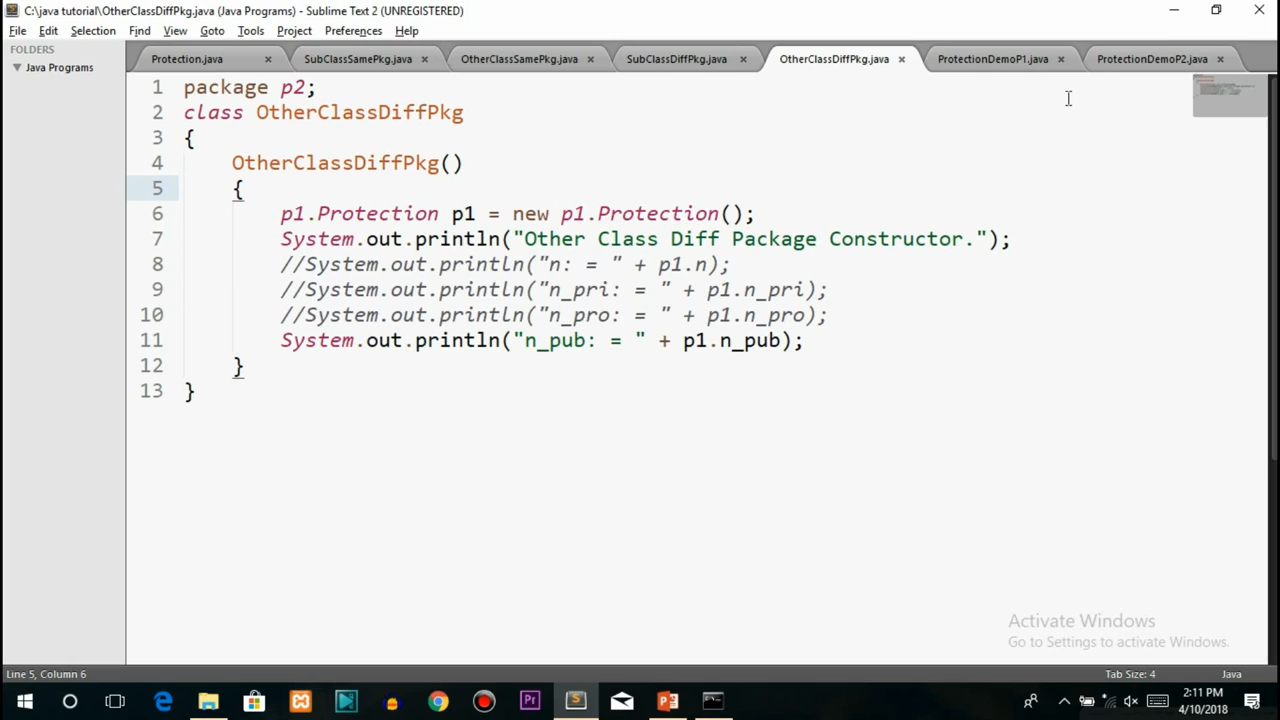 C:\java tutorial\OtherClassDiffPkg.java (Java Programs) - Sublime Text 2 (UNREGISTERED)
File Edit Selection Find View Goto Tools Project Preferences Help
FOLDERS
Java Programs
Protection.java × SubClassSamePkg.java × OtherClassSamePkg.java × SubClassDiffPkg.java × OtherClassDiffPkg.java × ProtectionDemoP1.java × ProtectionDemoP2.java ×
1 package p2;
2 class OtherClassDiffPkg
3 {
4 OtherClassDiffPkg()
5 {
6 p1.Protection p1 = new p1.Protection();
7 System.out.println("Other Class Diff Package Constructor.");
8 //System.out.println("n: = " + p1.n);
9 //System.out.println("n_pri: = " + p1.n_pri);
10 //System.out.println("n_pro: = " + p1.n_pro);
11 System.out.println("n_pub: = " + p1.n_pub);
12 }
13 }
Activate Windows
Go to Settings to activate Windows.
Line 5, Column 6 Tab Size: 4 Java
2:11 PM
4/10/2018